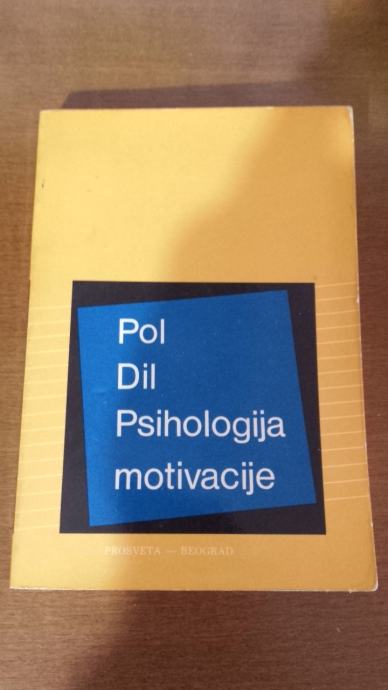 Pol
Dil
Psihologija
motivacije
PROSVETA — BEOGRAD